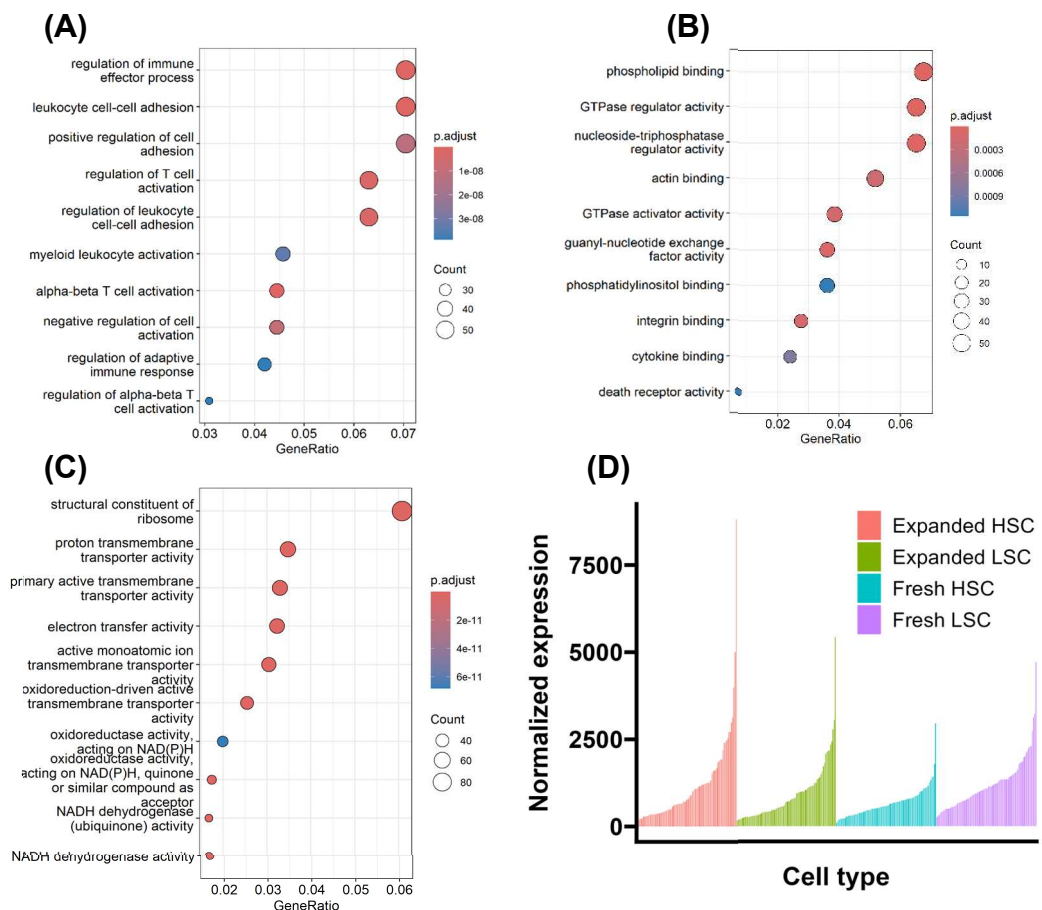 (A)
regulation of immune
effector process
leukocyte cell-cell adhesion
positive regulation of cell
adhesion
regulation of T cell
activation
regulation of leukocyte
cell-cell adhesion
myeloid leukocyte activation
alpha-beta T cell activation
negative regulation of cell
activation
regulation of adaptive
immune response
regulation of alpha-beta T
cell activation
0.03 0.04 0.05 0.06 0.07
GeneRatio
p.adjust
1e-08
2e-08
3e-08
Count
30
40
50
(B)
phospholipid binding
GTPase regulator activity
nucleoside-triphosphatase
regulator activity
actin binding
GTPase activator activity
guanyl-nucleotide exchange
factor activity
phosphatidylinositol binding
integrin binding
cytokine binding
death receptor activity
0.02 0.04 0.06
GeneRatio
p.adjust
0.0003
0.0006
0.0009
Count
10
20
30
40
50
(C)
structural constituent of
ribosome
proton transmembrane
transporter activity
primary active transmembrane
transporter activity
electron transfer activity
active monoatomic ion
transmembrane transporter
activity
oxidoreduction-driven active
transmembrane transporter
activity
oxidoreductase activity,
acting on NAD(P)H
oxidoreductase activity,
acting on NAD(P)H, quinone
or similar compound as
acceptor
NADH dehydrogenase
(ubiquinone) activity
NADH dehydrogenase activity
0.02 0.03 0.04 0.05 0.06
GeneRatio
p.adjust
2e-11
4e-11
6e-11
Count
40
60
80
(D)
Normalized expression
7500
5000
2500
0
Expanded HSC
Expanded LSC
Fresh HSC
Fresh LSC
Cell type